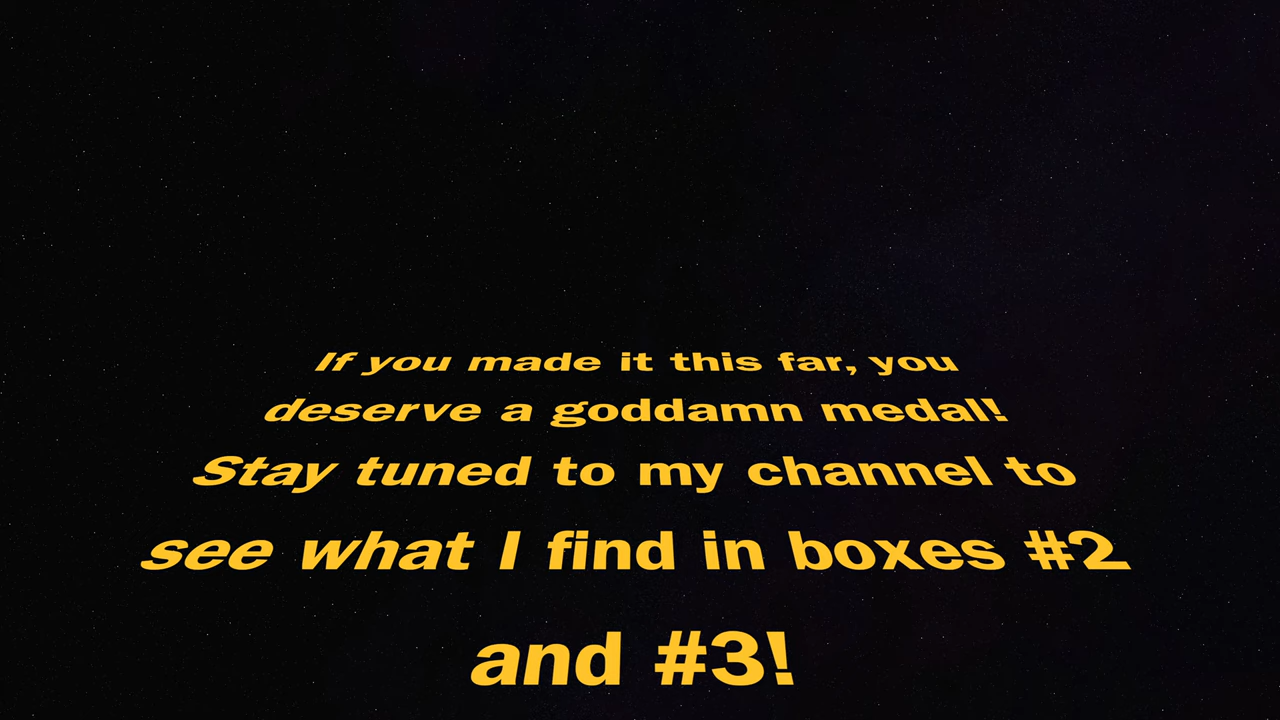 If you made it this far, you
deserve a goddamn medal!
Stay tuned to my channel to
see what I find in boxes #2
and #3!